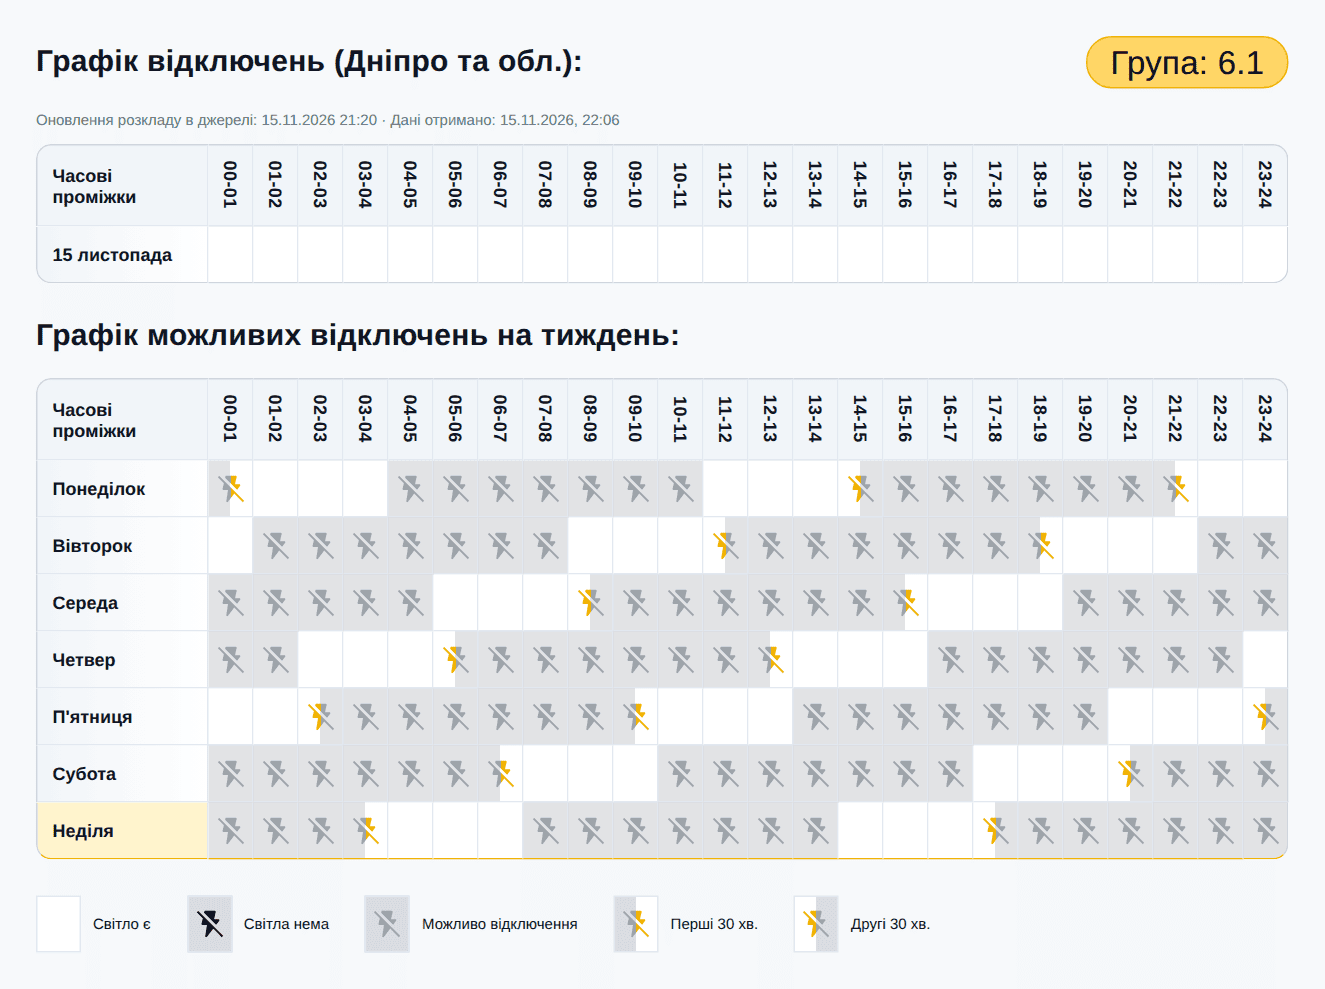 Графік відключень (Дніпро та обл.):
Група: 6.1
Оновлення розкладу в джерелі: 15.11.2026 21:20 · Дані отримано: 15.11.2026, 22:06
Часові
проміжки
00-01 01-02 02-03 03-04 04-05 05-06 06-07 07-08 08-09 09-10 10-11 11-12 12-13 13-14 14-15 15-16 16-17 17-18 18-19 19-20 20-21 21-22 22-23 23-24
15 листопада
Графік можливих відключень на тиждень:
Часові
проміжки
00-01 01-02 02-03 03-04 04-05 05-06 06-07 07-08 08-09 09-10 10-11 11-12 12-13 13-14 14-15 15-16 16-17 17-18 18-19 19-20 20-21 21-22 22-23 23-24
Понеділок
Вівторок
Середа
Четвер
П'ятниця
Субота
Неділя
Світло є Світла нема Можливо відключення Перші 30 хв. Другі 30 хв.